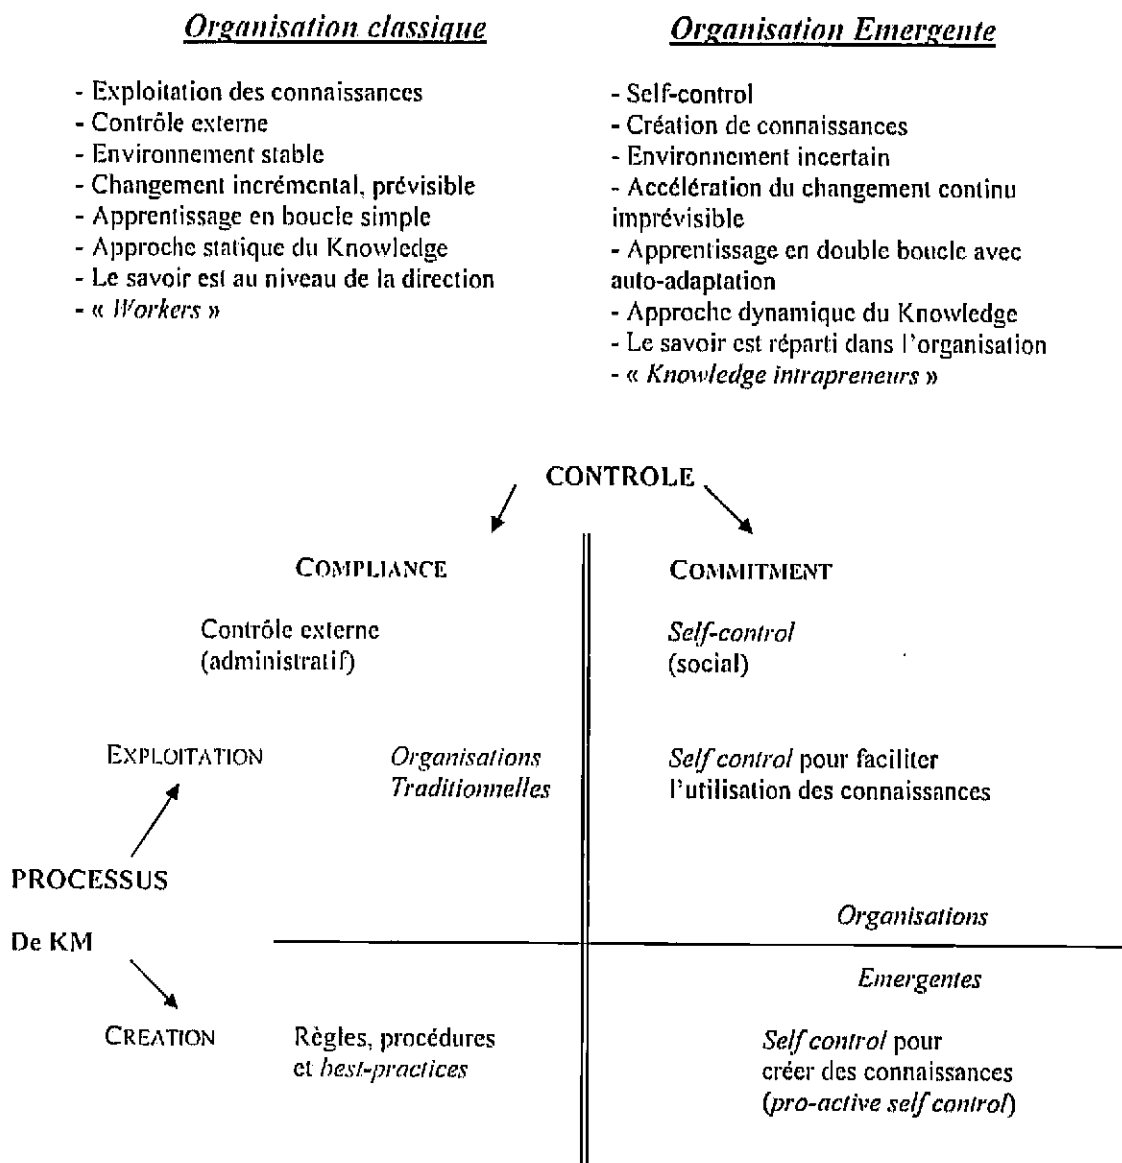 Organisation classique
- Exploitation des connaissances
- Contrôle externe
- Environnement stable
- Changement incrémental, prévisible
- Apprentissage en boucle simple
- Approche statique du Knowledge
- Le savoir est au niveau de la direction
- « Workers »
Organisation Emergente
- Self-control
- Création de connaissances
- Environnement incertain
- Accélération du changement continu
imprévisible
- Apprentissage en double boucle avec
auto-adaptation
- Approche dynamique du Knowledge
- Le savoir est réparti dans l'organisation
- « Knowledge intrapreneurs »
CONTROLE
COMPLIANCE
COMMITMENT
Contrôle externe
(administratif)
Self-control
(social)
EXPLOITATION
Organisations
Traditionnelles
Self control pour faciliter
l'utilisation des connaissances
PROCESSUS
De KM
Organisations
Emergentes
CREATION
Règles, procédures
et best-practices
Self control pour
créer des connaissances
(pro-active self control)